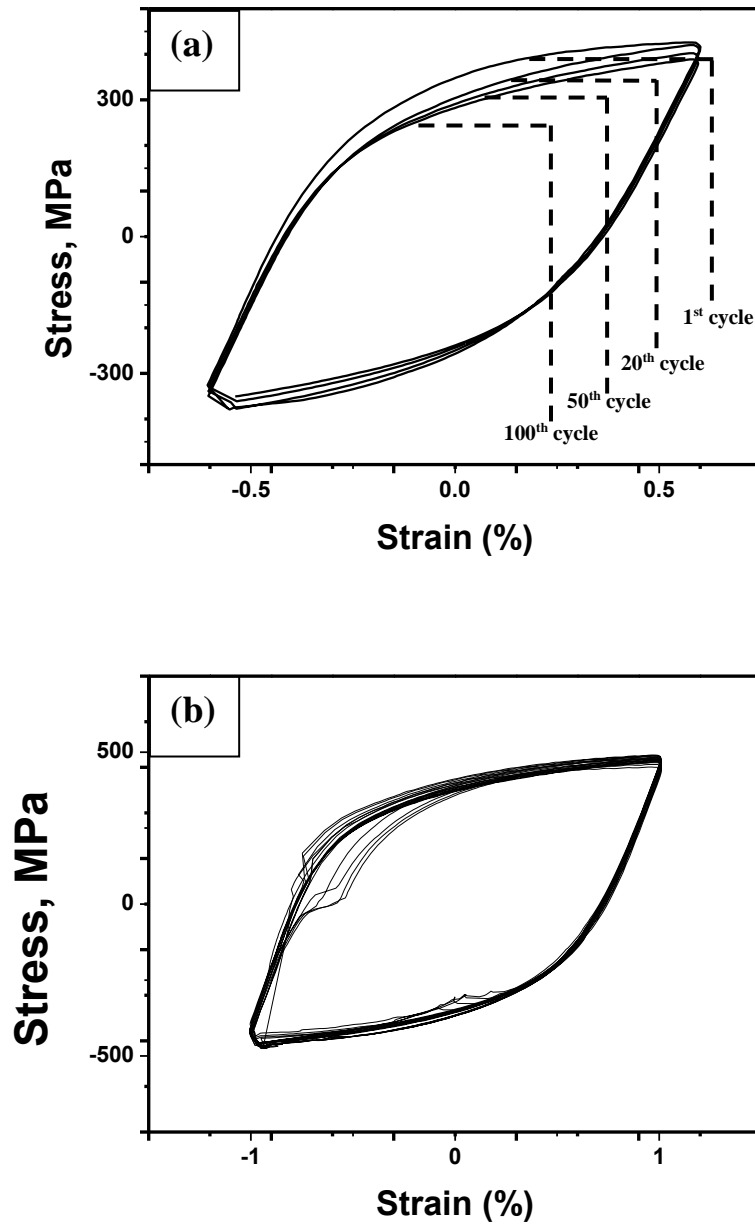 (a)
300
0
-300
Stress, MPa
1st cycle
20th cycle
50th cycle
100th cycle
-0.5 0.0 0.5
Strain (%)
(b)
500
0
-500
Stress, MPa
-1 0 1
Strain (%)